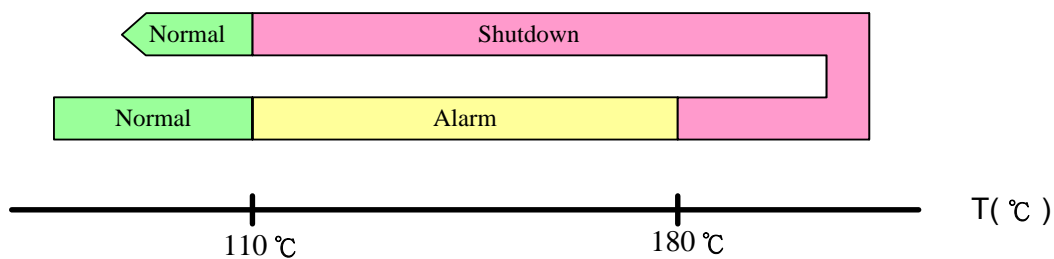 Normal Shutdown
Normal Alarm
T( ℃ )
110 ℃ 180 ℃